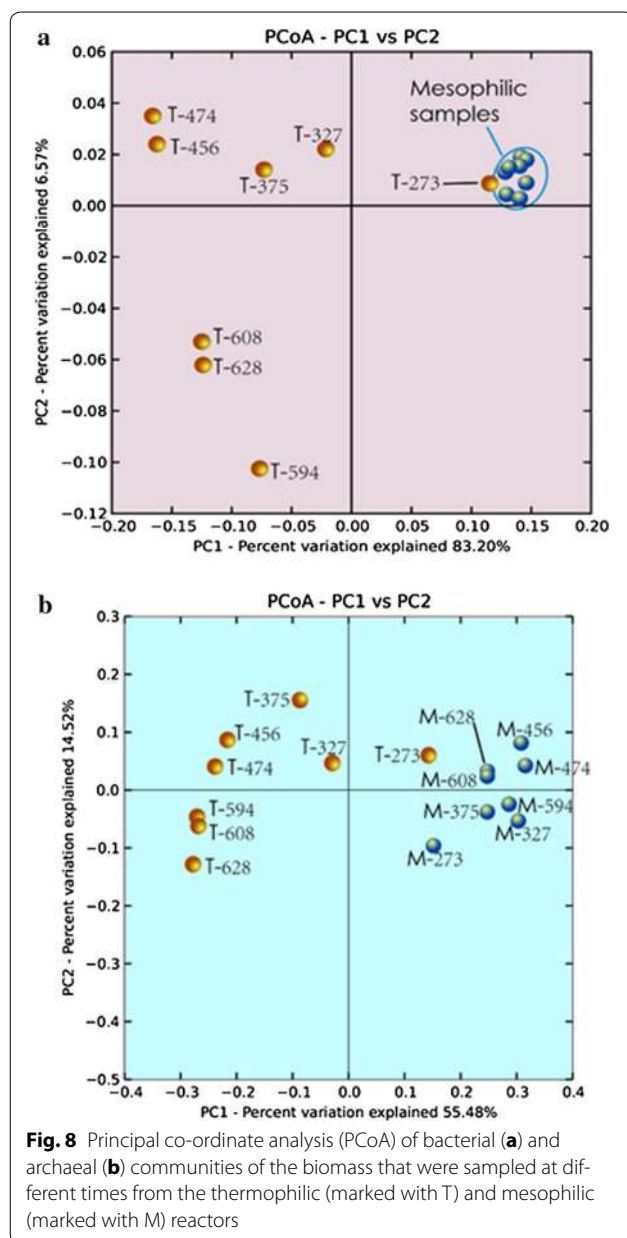 a
PCoA - PC1 vs PC2
0.06
0.04
0.02
0.00
−0.02
−0.04
−0.06
−0.08
−0.10
−0.12
PC2 - Percent variation explained 6.57%
T-474
T-456
T-327
T-375
Mesophilic
samples
T-273
T-608
T-628
T-594
−0.20 −0.15 −0.10 −0.05 0.00 0.05 0.10 0.15 0.20
PC1 - Percent variation explained 83.20%
b
PCoA - PC1 vs PC2
0.3
0.2
0.1
0.0
−0.1
−0.2
−0.3
−0.4
−0.5
PC2 - Percent variation explained 14.52%
T-375
T-456
T-474
T-327
T-273
M-628
M-608
M-456
M-474
T-594
T-608
T-628
M-375
M-594
M-327
M-273
−0.4 −0.3 −0.2 −0.1 0.0 0.1 0.2 0.3 0.4
PC1 - Percent variation explained 55.48%
Fig. 8 Principal co-ordinate analysis (PCoA) of bacterial (a) and
archaeal (b) communities of the biomass that were sampled at dif-
ferent times from the thermophilic (marked with T) and mesophilic
(marked with M) reactors